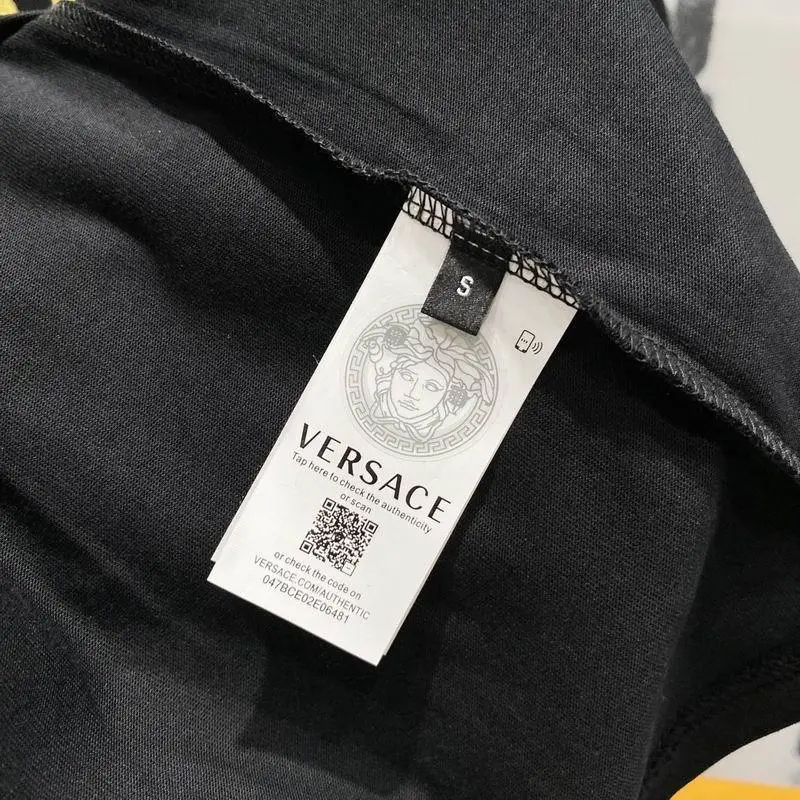 S
VERSACE
Tap here to check the authenticity
or scan
or check the code on
VERSACE.COM/AUTHENTIC
047BCE02E06481